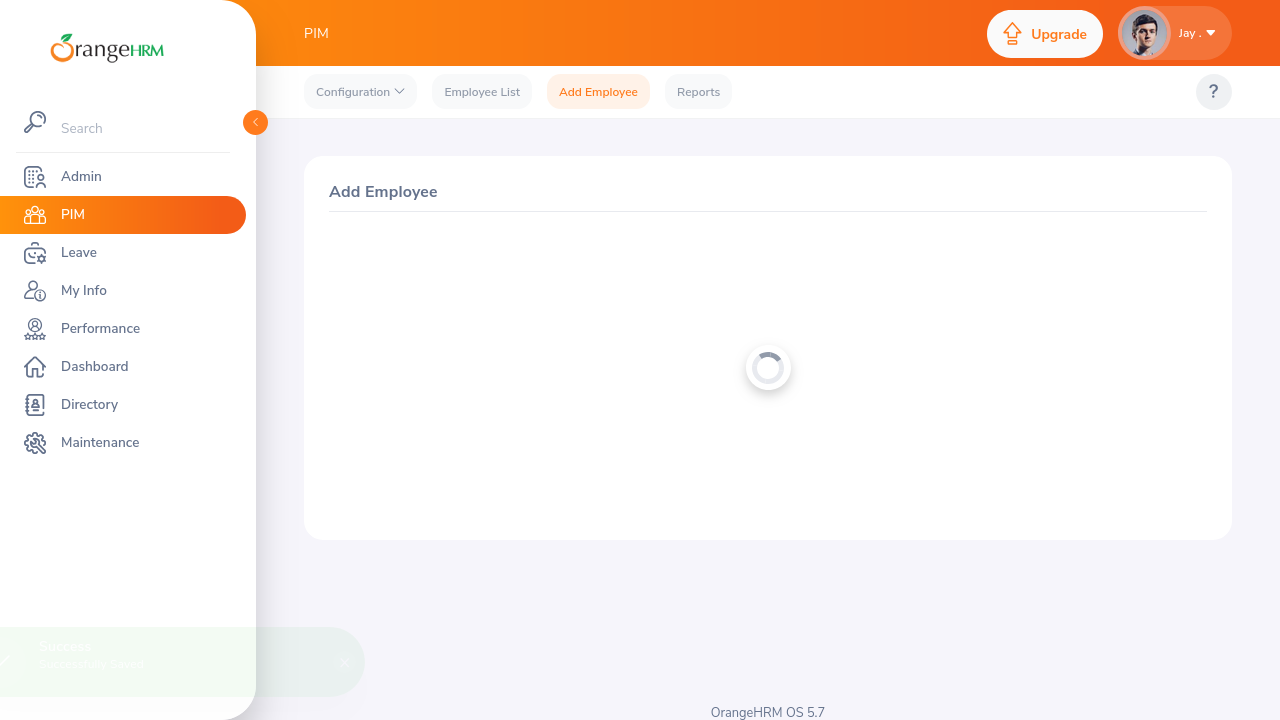 OrangeHRM
PIM
Upgrade
Jay .
Configuration
Employee List
Add Employee
Reports
?
Search
Admin
PIM
Leave
My Info
Performance
Dashboard
Directory
Maintenance
Add Employee
Success
Successfully Saved
OrangeHRM OS 5.7